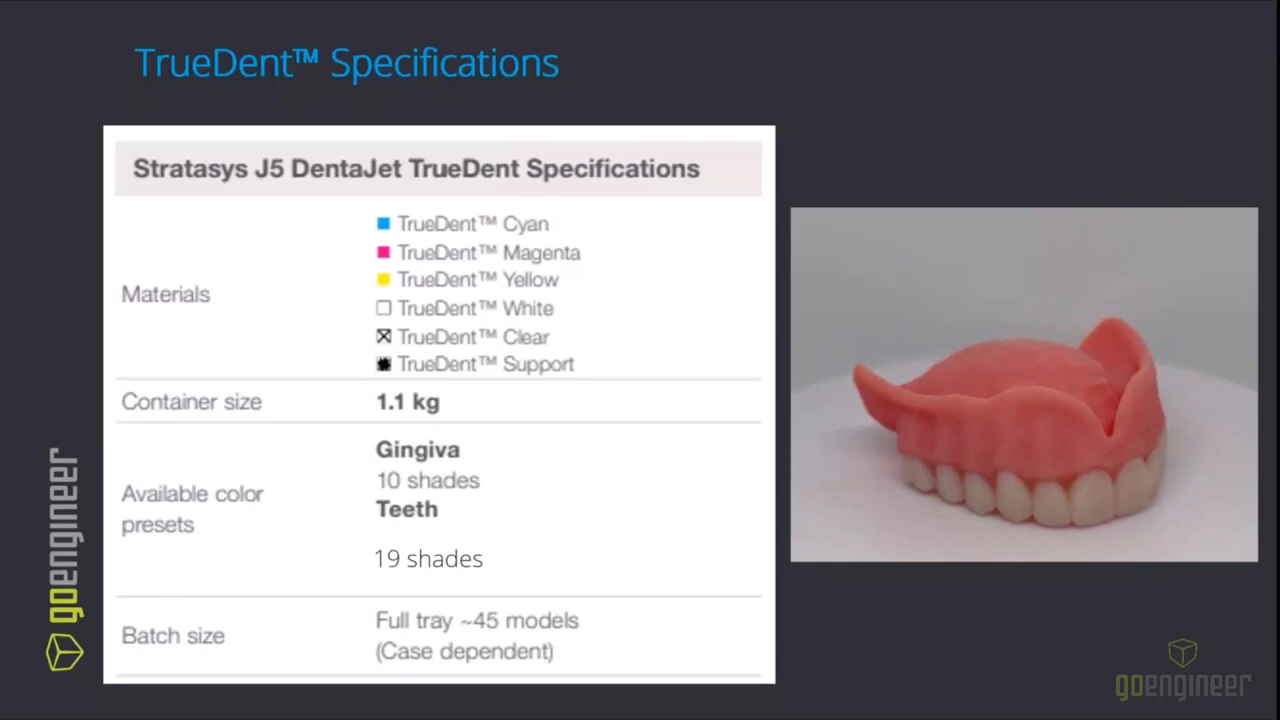 TrueDent™ Specifications
Stratasys J5 DentaJet TrueDent Specifications
Materials
TrueDent™ Cyan
TrueDent™ Magenta
TrueDent™ Yellow
TrueDent™ White
TrueDent™ Clear
TrueDent™ Support
Container size
1.1 kg
Available color
presets
Gingiva
10 shades
Teeth
19 shades
Batch size
Full tray ~45 models
(Case dependent)
goengineer
goengineer